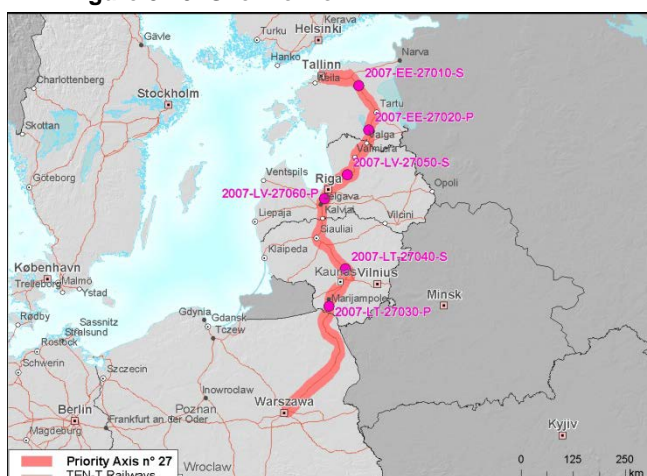 Gävle
Turku
Kerava
Helsinki
Hanko
Narva
Tallinn
Keila
2007-EE-27010-S
Charlottenberg
Stockholm
Tartu
2007-EE-27020-P
Skottan
Valga
Valmiera
2007-LV-27050-S
Ventspils
Riga
Göteborg
2007-LV-27060-P
Jelgava
Opoli
Liepaja
Kalviai
Vilcini
Siauliai
Klaipeda
2007-LT-27040-S
København
Kaunas
Vilnius
Malmö
Trelleborg
Ystad
Marijampole
Minsk
2007-LT-27030-P
Rødby
Sassnitz
Stralsund
Gdynia
Gdansk
Tczew
Rostock
Schwerin
Szczecin
Inowroclaw
Warszawa
Berlin
Poznan
Frankfurt an der Oder
Magdeburg
Kyjiv
Priority Axis n° 27
0 125 250
km
TEN-T Railways
Wroclaw